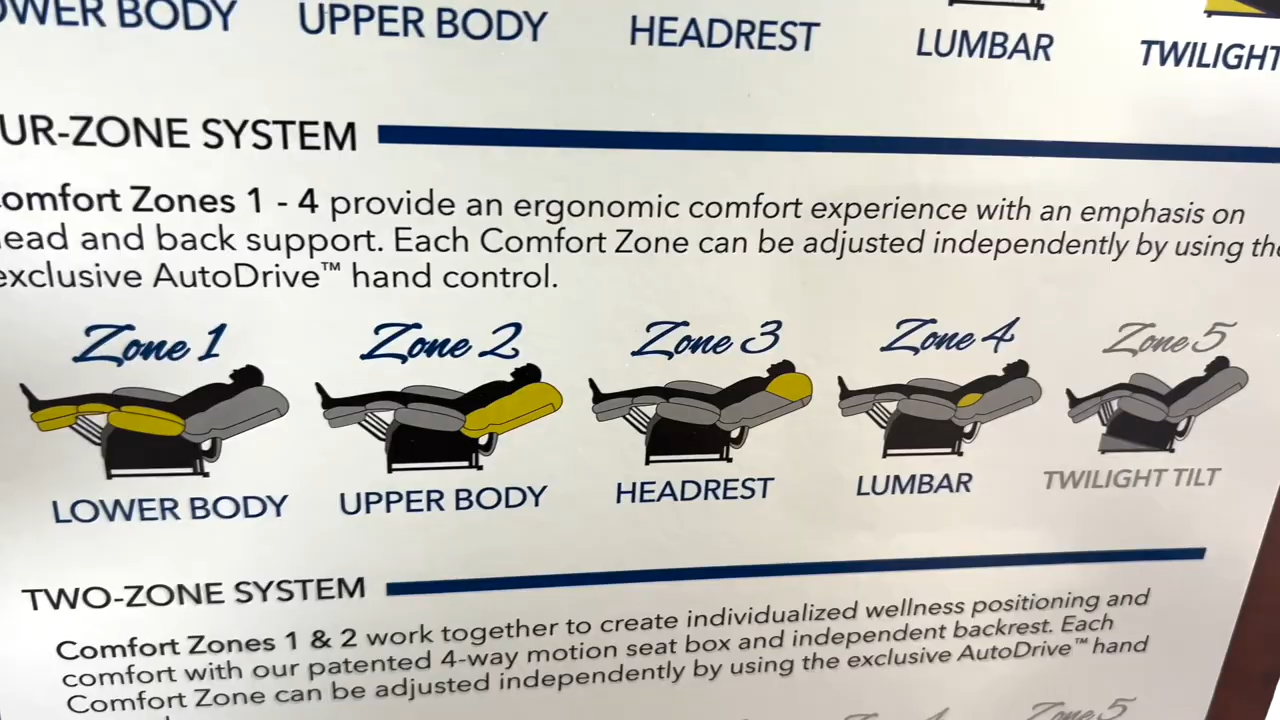 OWER BODY UPPER BODY HEADREST LUMBAR TWILIGHT
UR-ZONE SYSTEM
omfort Zones 1 - 4 provide an ergonomic comfort experience with an emphasis on
ead and back support. Each Comfort Zone can be adjusted independently by using the
exclusive AutoDrive™ hand control.
Zone 1 Zone 2 Zone 3 Zone 4 Zone 5
LOWER BODY UPPER BODY HEADREST LUMBAR TWILIGHT TILT
TWO-ZONE SYSTEM
Comfort Zones 1 & 2 work together to create individualized wellness positioning and
comfort with our patented 4-way motion seat box and independent backrest. Each
Comfort Zone can be adjusted independently by using the exclusive AutoDrive™ hand
Zone 4 Zone 5